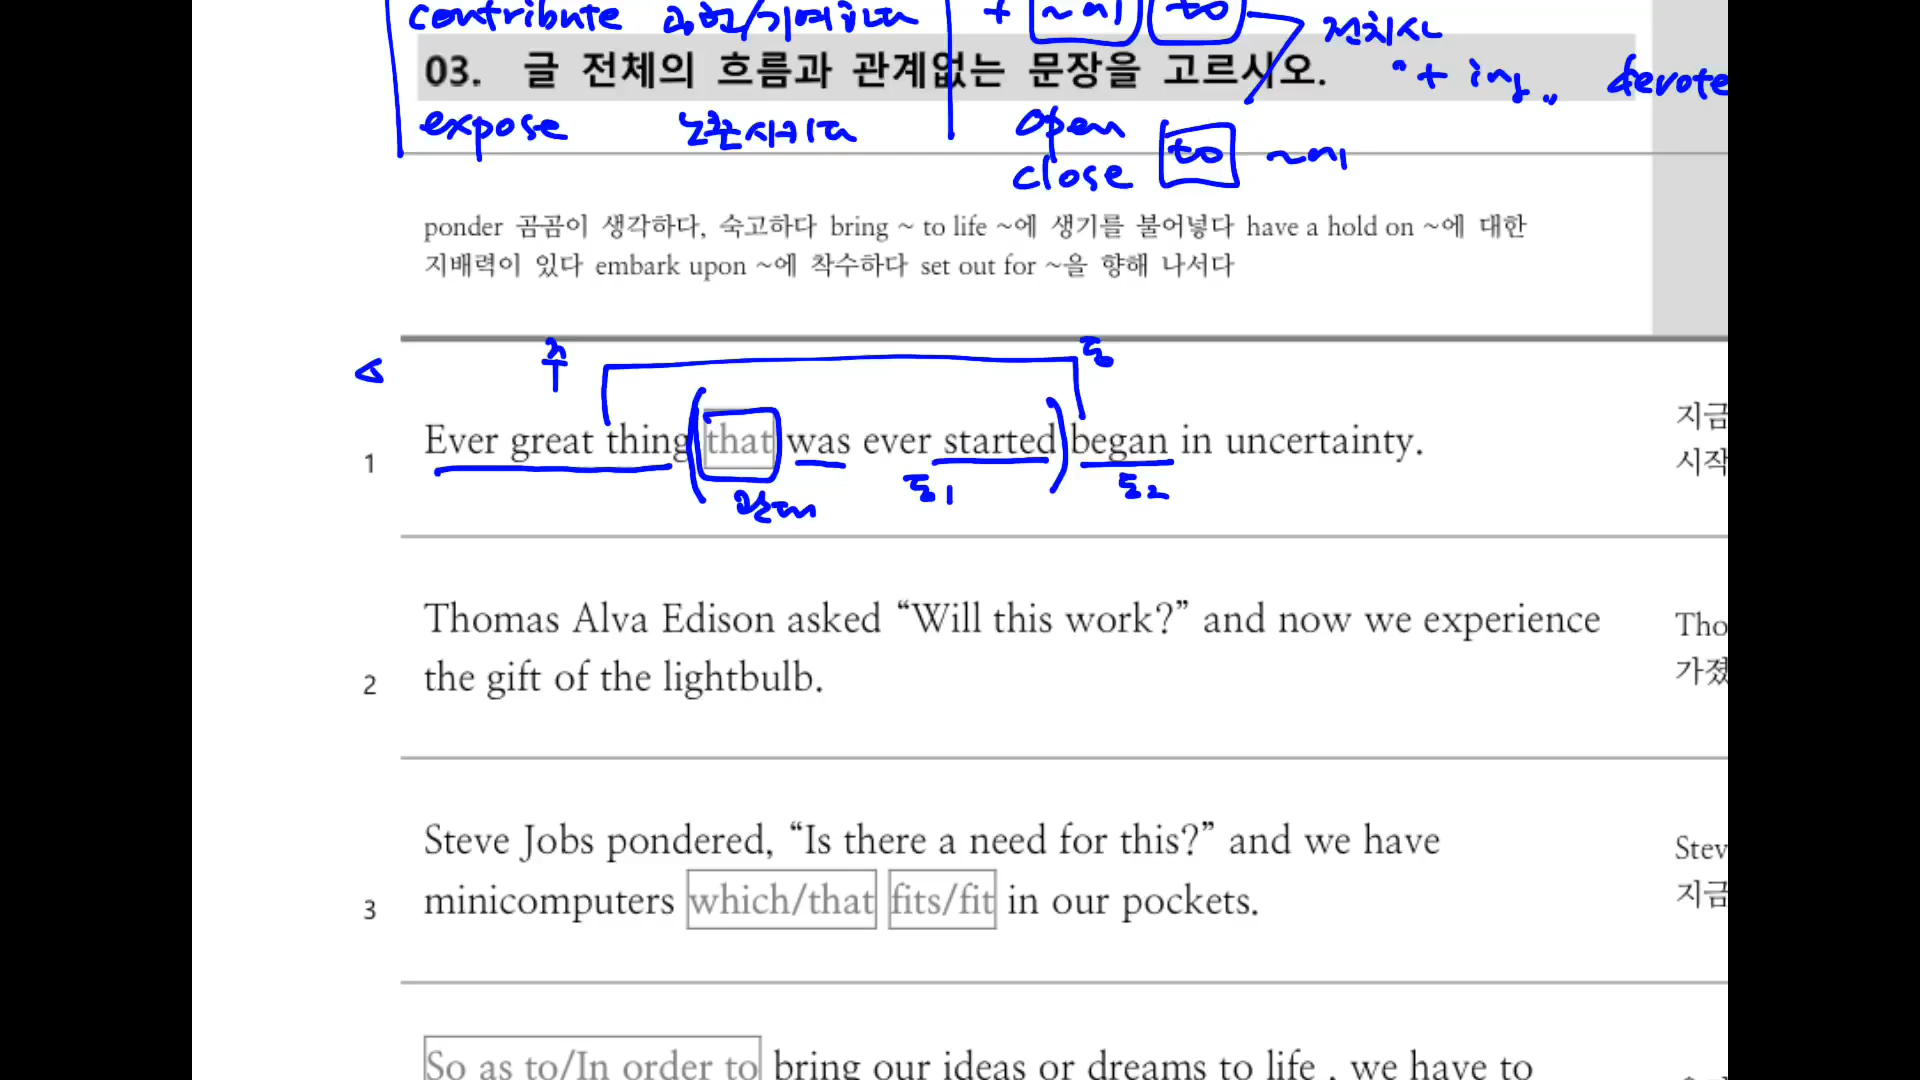 contribute 공헌/기여하다 + ~에 to 전치사
03. 글 전체의 흐름과 관계없는 문장을 고르시오. "+ ing" devote
expose 노출시키다 open
close to ~에
ponder 곰곰이 생각하다, 숙고하다 bring ~ to life ~에 생기를 불어넣다 have a hold on ~에 대한
지배력이 있다 embark upon ~에 착수하다 set out for ~을 향해 나서다
주 동
Ever great thing that was ever started began in uncertainty. 지금
1 시작
관대 동1 동2
Thomas Alva Edison asked “Will this work?” and now we experience Tho
2 the gift of the lightbulb. 가졌
Steve Jobs pondered, “Is there a need for this?” and we have Stev
3 minicomputers which/that fits/fit in our pockets. 지금
So as to/In order to bring our ideas or dreams to life , we have to